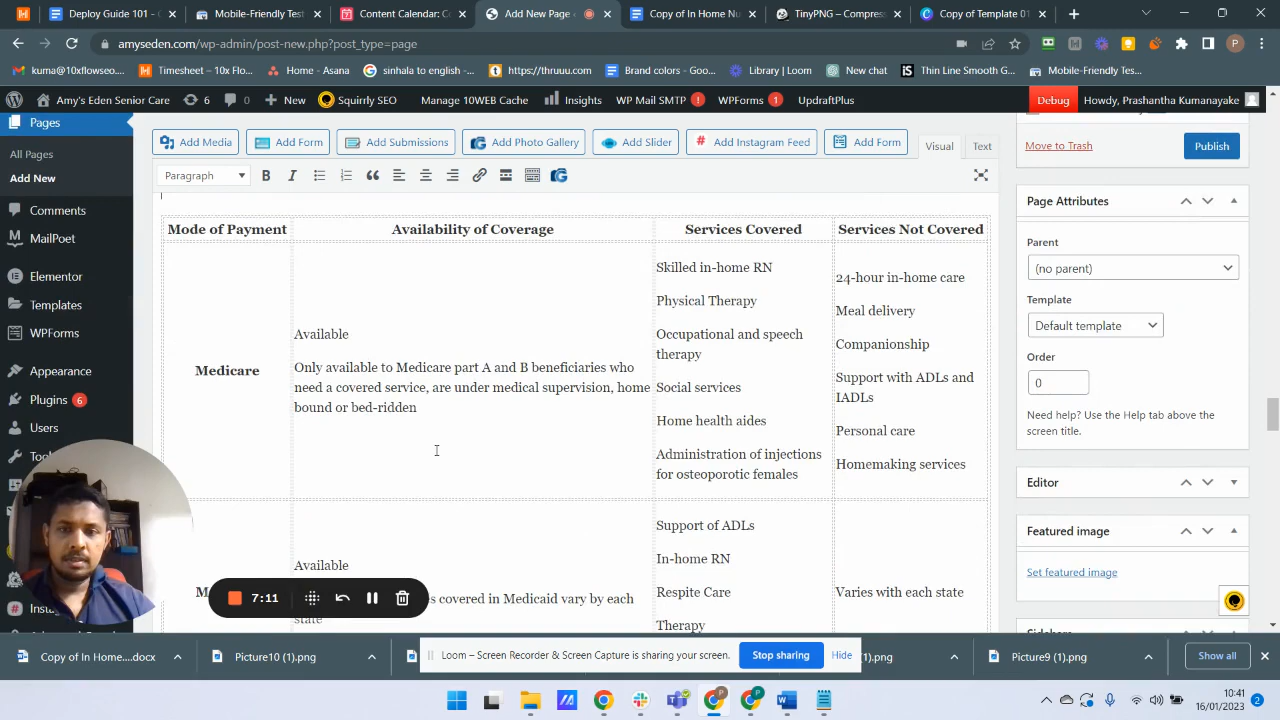 Deploy Guide 101 -
Mobile-Friendly Test
Content Calendar: Co
Add New Page
Copy of In Home Nu
TinyPNG – Compress
Copy of Template 01
amyseden.com/wp-admin/post-new.php?post_type=page
kuma@10xflowseo....
Timesheet – 10x Flo...
Home - Asana
sinhala to english -...
https://thruuu.com
Brand colors - Goo...
Library | Loom
New chat
Thin Line Smooth G...
Mobile-Friendly Tes...
Amy's Eden Senior Care
6
0
New
Squirrly SEO
Manage 10WEB Cache
Insights
WP Mail SMTP !
WPForms 1
UpdraftPlus
Debug
Howdy, Prashantha Kumanayake
Pages
All Pages
Add New
Comments
MailPoet
Elementor
Templates
WPForms
Appearance
Plugins 6
Users
Add Media
Add Form
Add Submissions
Add Photo Gallery
Add Slider
Add Instagram Feed
Add Form
Visual
Text
Paragraph
Mode of Payment
Availability of Coverage
Services Covered
Services Not Covered
Medicare
Available
Only available to Medicare part A and B beneficiaries who
need a covered service, are under medical supervision, home
bound or bed-ridden
Skilled in-home RN
Physical Therapy
Occupational and speech
therapy
Social services
Home health aides
Administration of injections
for osteoporotic females
24-hour in-home care
Meal delivery
Companionship
Support with ADLs and
IADLs
Personal care
Homemaking services
Available
covered in Medicaid vary by each
state
Support of ADLs
In-home RN
Respite Care
Therapy
Varies with each state
Move to Trash
Publish
Page Attributes
Parent
(no parent)
Template
Default template
Order
0
Need help? Use the Help tab above the
screen title.
Editor
Featured image
Set featured image
7:11
Copy of In Home....docx
Picture10 (1).png
Loom – Screen Recorder & Screen Capture is sharing your screen.
Stop sharing
Hide
(1).png
Picture9 (1).png
Show all
10:41
16/01/2023
2